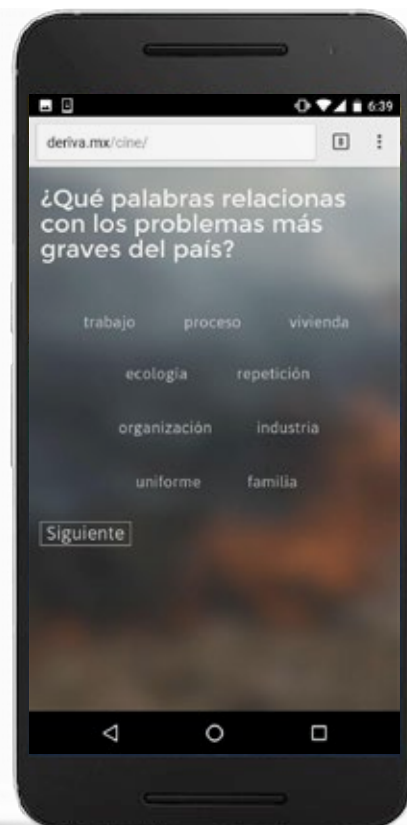 6:39
deriva.mx/cine/
¿Qué palabras relacionas
con los problemas más
graves del país?
trabajo proceso vivienda
ecología repetición
organización industria
uniforme familia
Siguiente